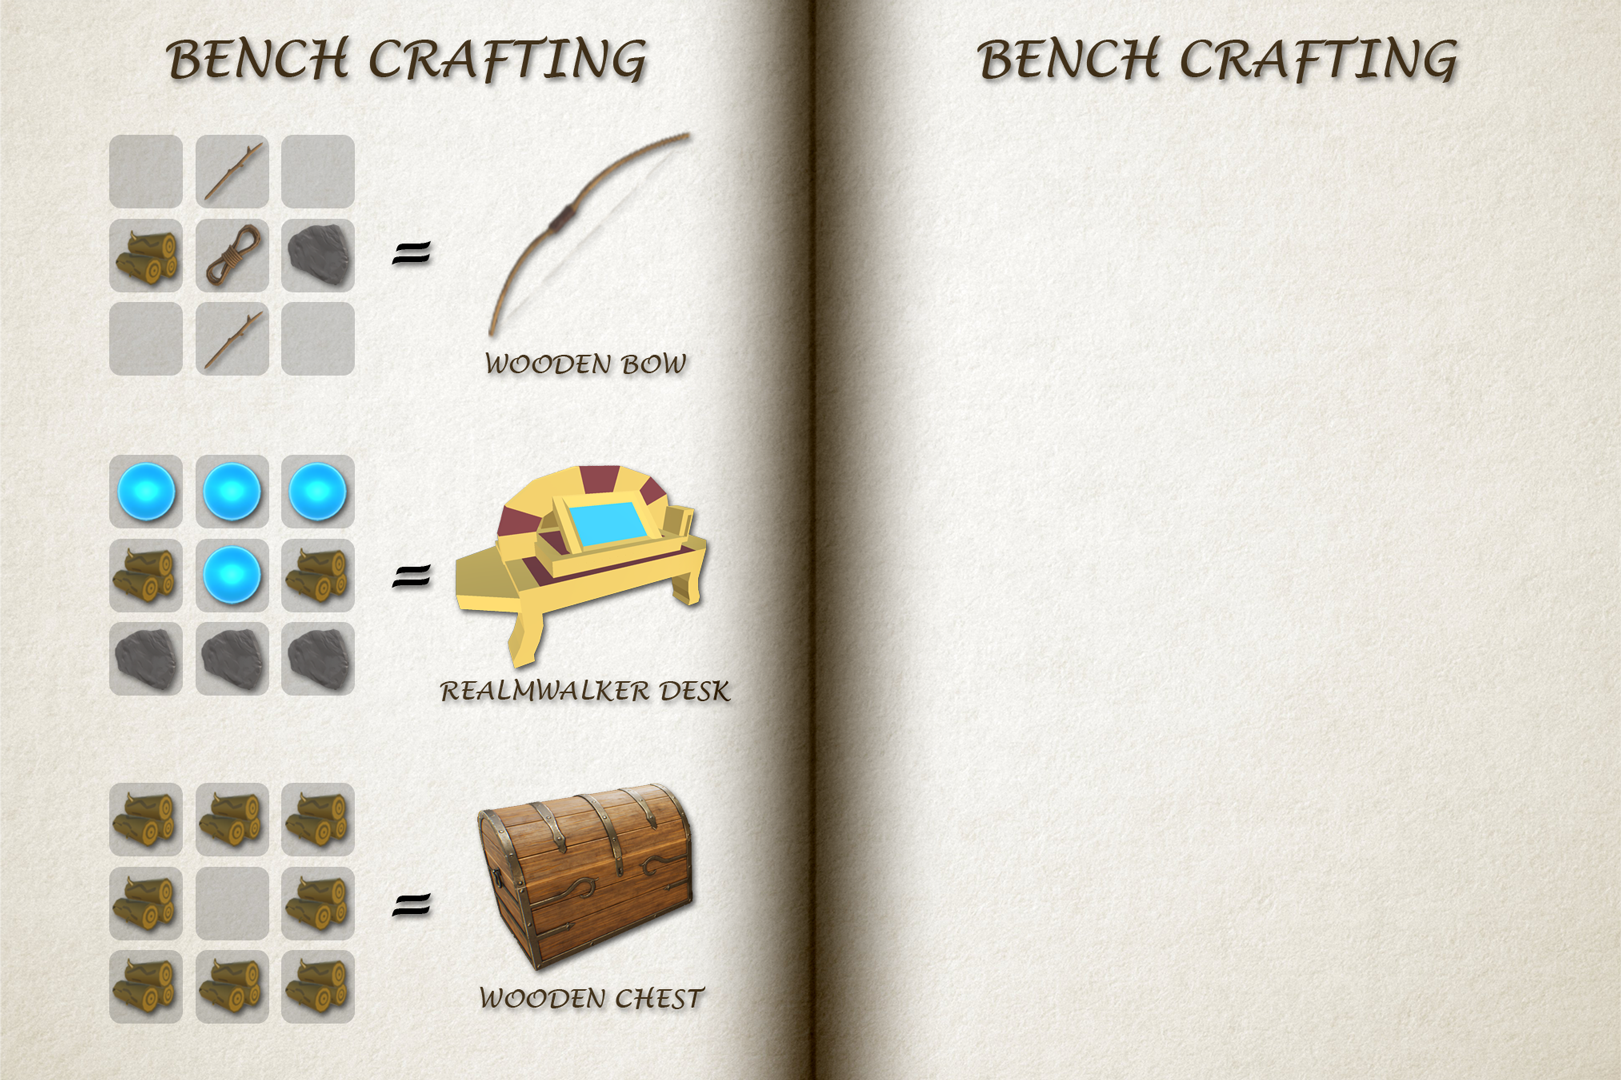 BENCH CRAFTING
=
WOODEN BOW
=
REALMWALKER DESK
=
WOODEN CHEST
BENCH CRAFTING